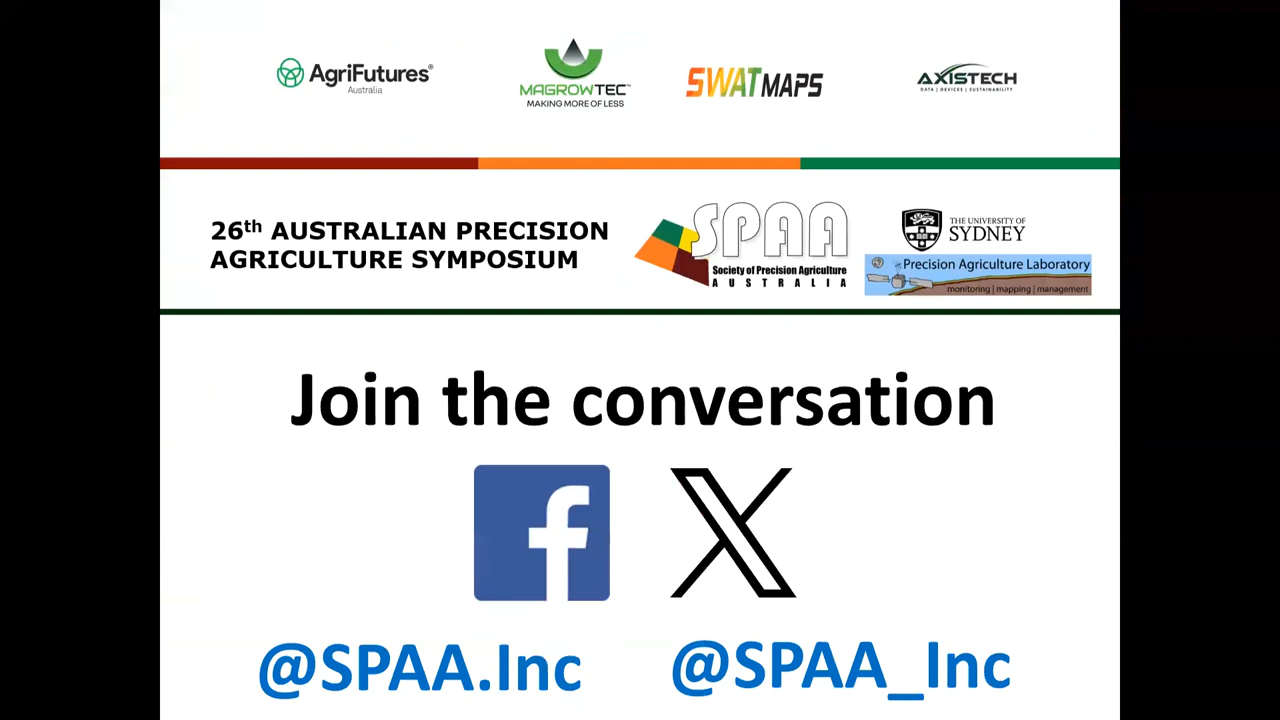 AgriFutures®
Australia
MAGROWTEC™
MAKING MORE OF LESS
SWATMAPS
AXISTECH
DATA | DEVICES | SUSTAINABILITY
26th AUSTRALIAN PRECISION
AGRICULTURE SYMPOSIUM
SPAA
Society of Precision Agriculture
AUSTRALIA
THE UNIVERSITY OF
SYDNEY
Precision Agriculture Laboratory
monitoring | mapping | management
Join the conversation
@SPAA.Inc
@SPAA_Inc